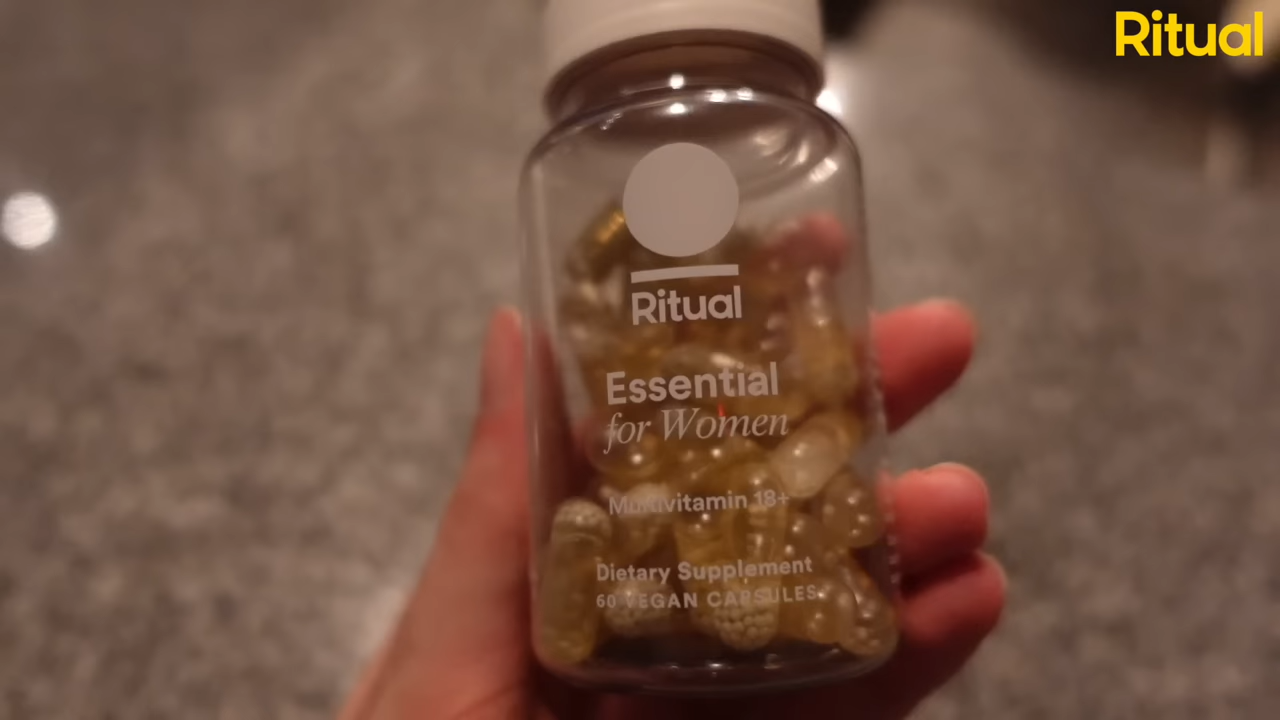 Ritual
Ritual
Essential
for Women
Multivitamin 18+
Dietary Supplement
60 VEGAN CAPSULES